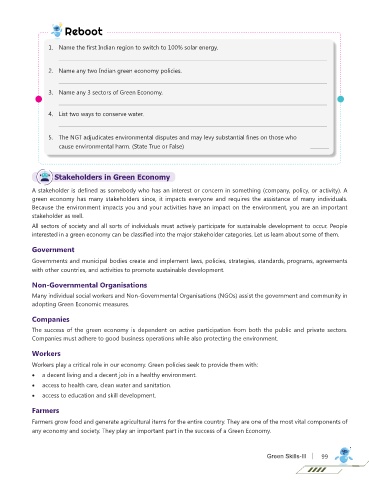 Reboot
1. Name the first Indian region to switch to 100% solar energy.
2. Name any two Indian green economy policies.
3. Name any 3 sectors of Green Economy.
4. List two ways to conserve water.
5. The NGT adjudicates environmental disputes and may levy substantial fines on those who
cause environmental harm. (State True or False)
Stakeholders in Green Economy
A stakeholder is defined as somebody who has an interest or concern in something (company, policy, or activity). A
green economy has many stakeholders since, it impacts everyone and requires the assistance of many individuals.
Because the environment impacts you and your activities have an impact on the environment, you are an important
stakeholder as well.
All sectors of society and all sorts of individuals must actively participate for sustainable development to occur. People
interested in a green economy can be classified into the major stakeholder categories. Let us learn about some of them.
Government
Governments and municipal bodies create and implement laws, policies, strategies, standards, programs, agreements
with other countries, and activities to promote sustainable development.
Non-Governmental Organisations
Many individual social workers and Non-Governmental Organisations (NGOs) assist the government and community in
adopting Green Economic measures.
Companies
The success of the green economy is dependent on active participation from both the public and private sectors.
Companies must adhere to good business operations while also protecting the environment.
Workers
Workers play a critical role in our economy. Green policies seek to provide them with:
• a decent living and a decent job in a healthy environment.
• access to health care, clean water and sanitation.
• access to education and skill development.
Farmers
Farmers grow food and generate agricultural items for the entire country. They are one of the most vital components of
any economy and society. They play an important part in the success of a Green Economy.
Green Skills-III | 99